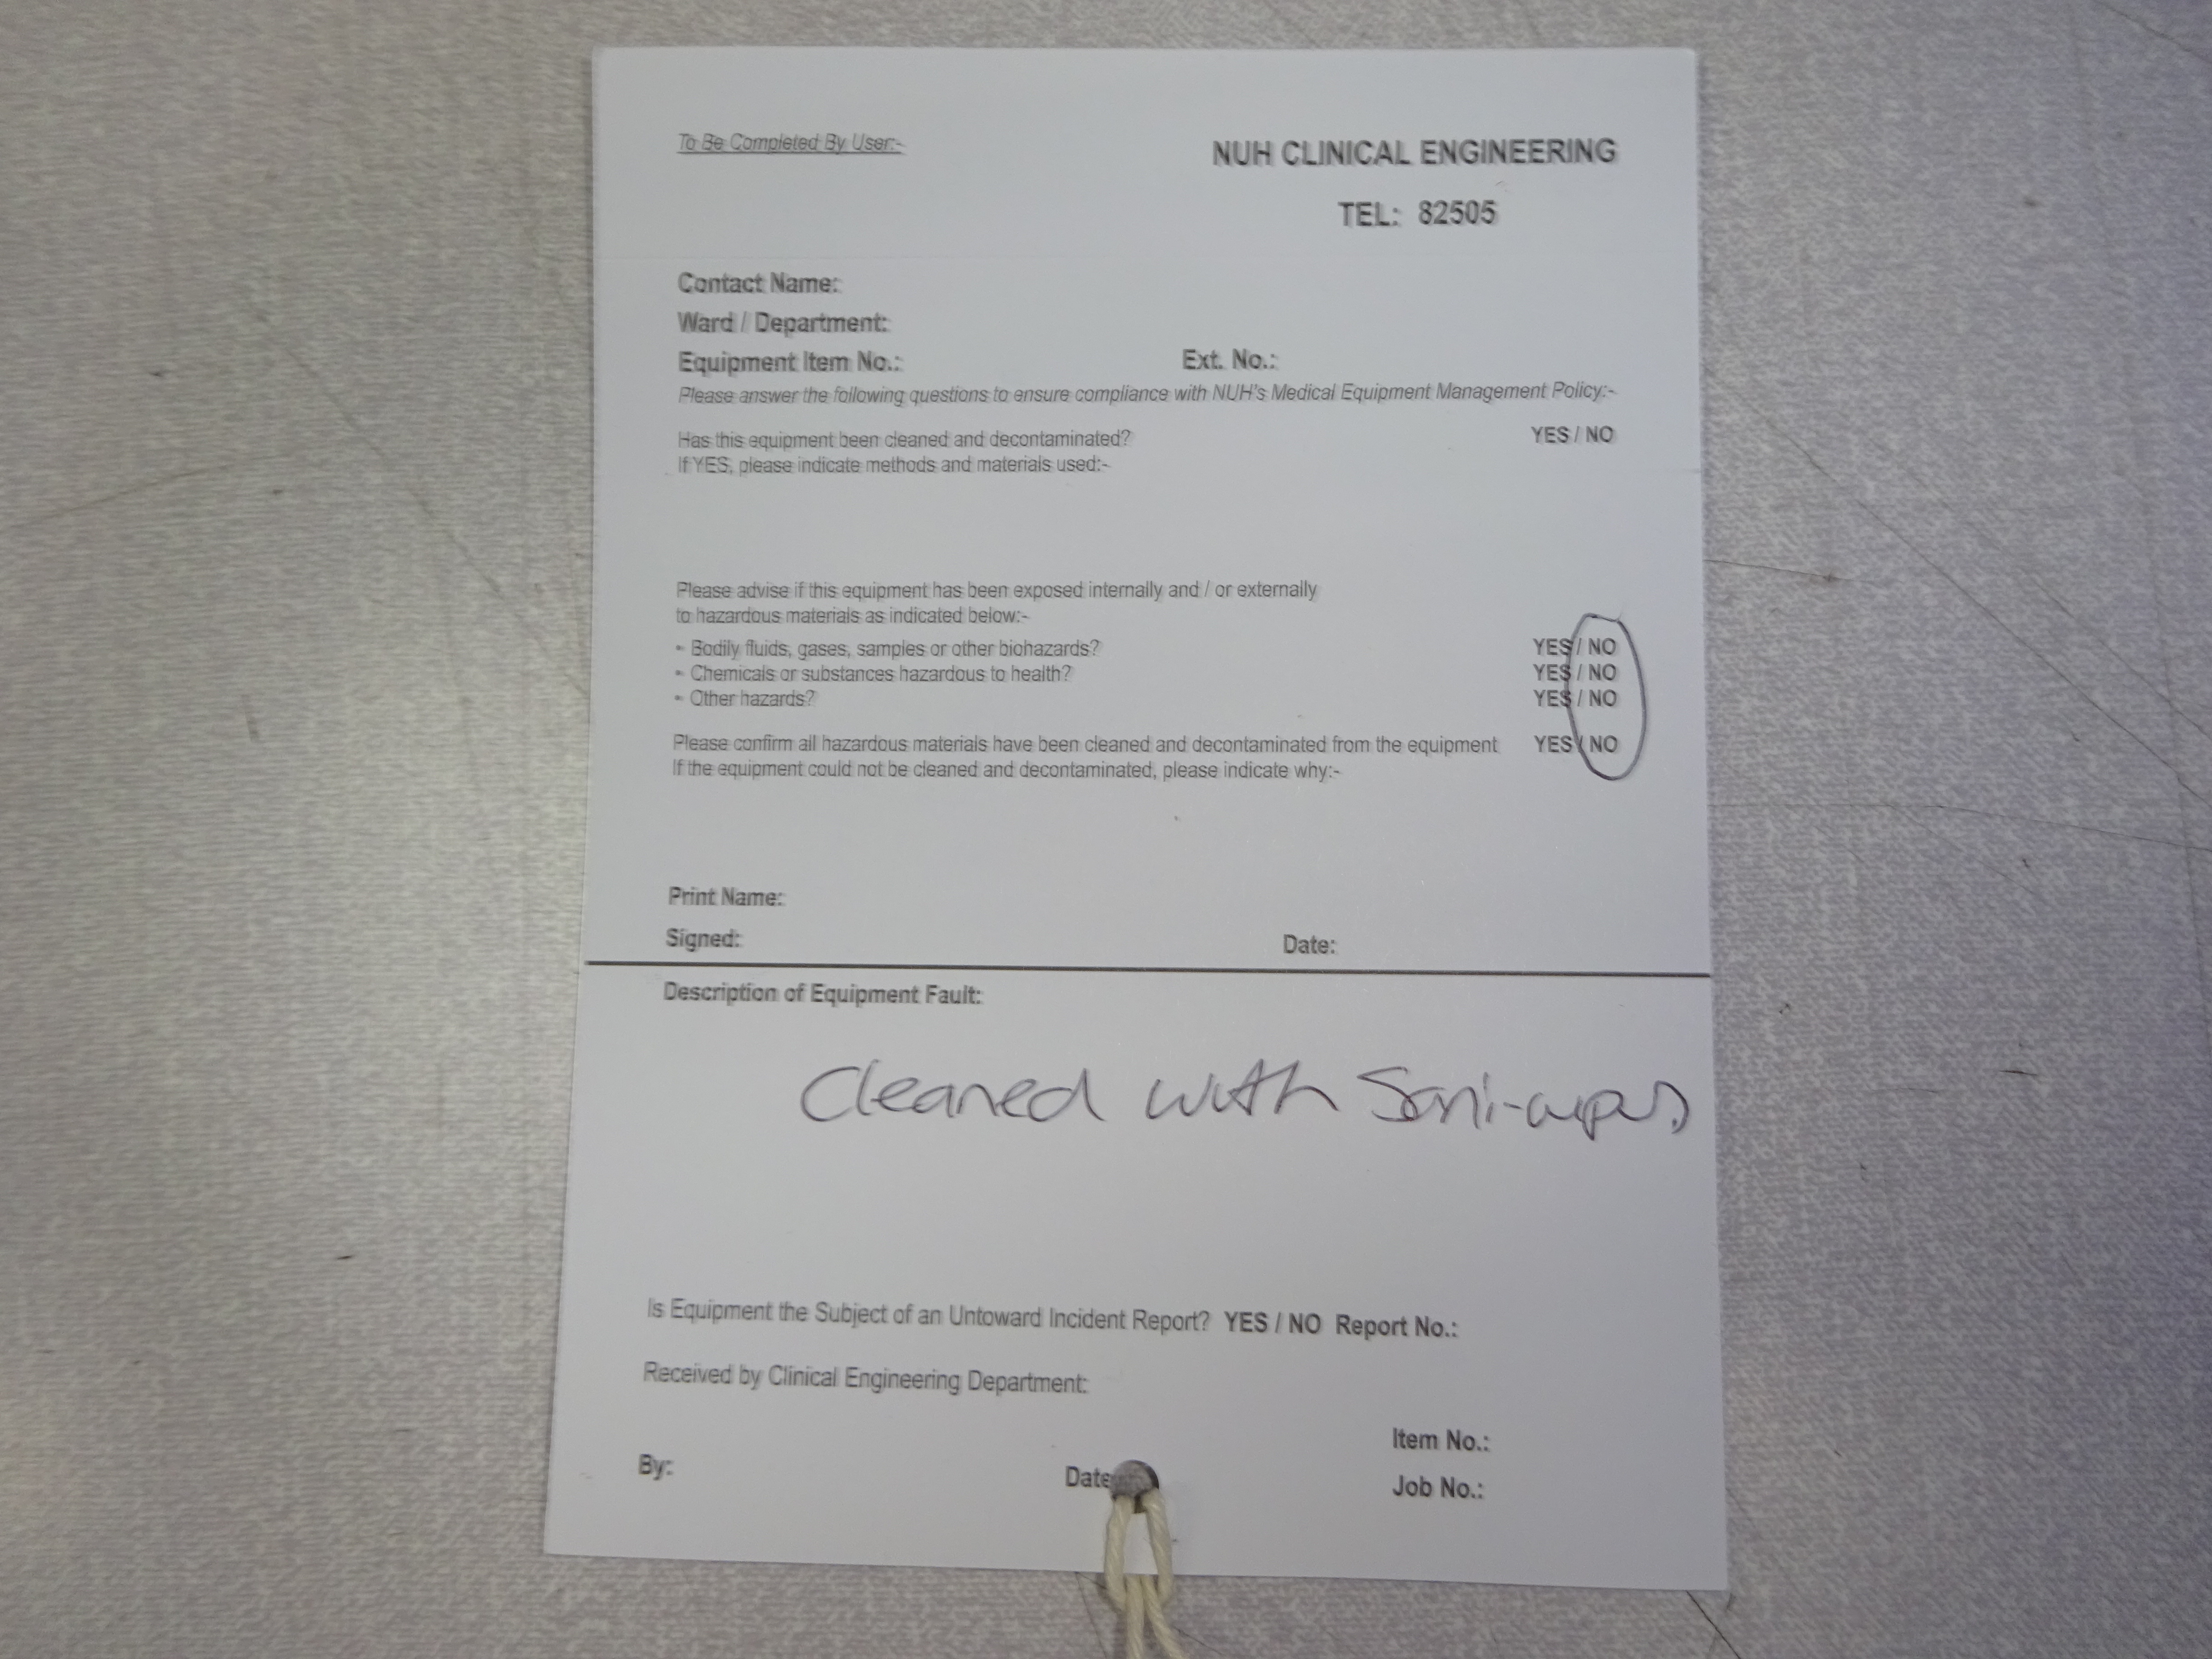 To Be Completed By User:-
NUH CLINICAL ENGINEERING
TEL: 82505
Contact Name:
Ward / Department:
Equipment Item No.: Ext. No.:
Please answer the following questions to ensure compliance with NUH's Medical Equipment Management Policy:-
Has this equipment been cleaned and decontaminated? YES / NO
If YES, please indicate methods and materials used:-
Please advise if this equipment has been exposed internally and / or externally
to hazardous materials as indicated below:-
- Bodily fluids, gases, samples or other biohazards? YES / NO
- Chemicals or substances hazardous to health? YES / NO
- Other hazards? YES / NO
Please confirm all hazardous materials have been cleaned and decontaminated from the equipment YES / NO
If the equipment could not be cleaned and decontaminated, please indicate why:-
Print Name:
Signed: Date:
Description of Equipment Fault:
Cleaned with Sani-wipes
Is Equipment the Subject of an Untoward Incident Report? YES / NO Report No.:
Received by Clinical Engineering Department:
Item No.:
By: Date
Job No.: